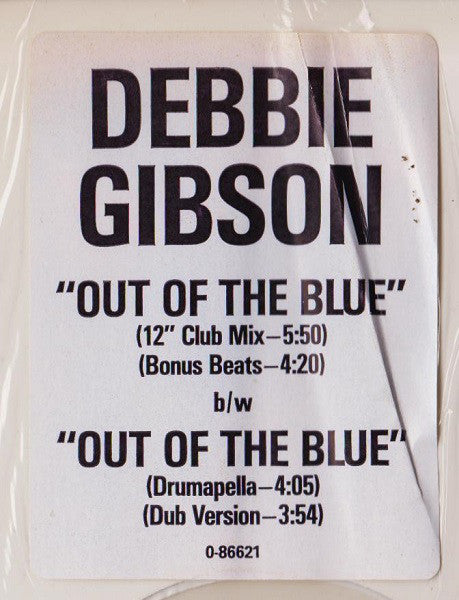 DEBBIE
GIBSON
“OUT OF THE BLUE”
(12” Club Mix–5:50)
(Bonus Beats–4:20)
b/w
“OUT OF THE BLUE”
(Drumapella–4:05)
(Dub Version–3:54)
0-86621